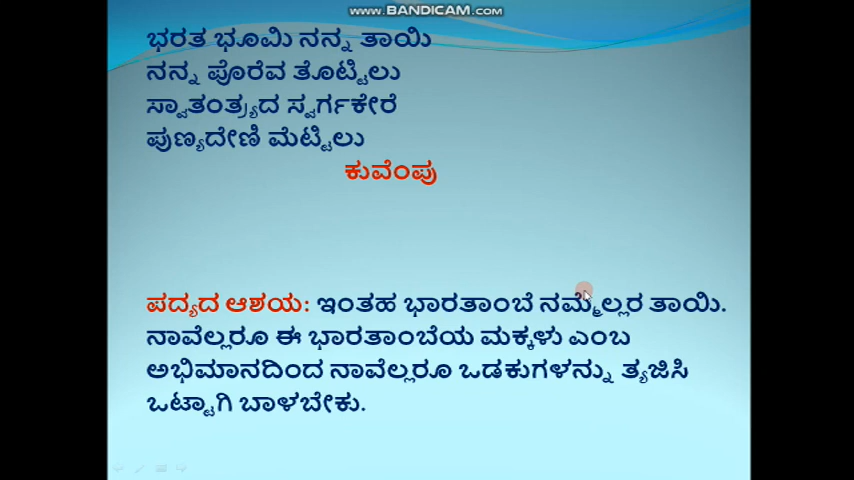 www.BANDICAM.com
ಭರತ ಭೂಮಿ ನನ್ನ ತಾಯಿ
ನನ್ನ ಪೊರೆವ ತೊಟ್ಟಿಲು
ಸ್ವಾತಂತ್ರ್ಯದ ಸ್ವರ್ಗಕೇರೆ
ಪುಣ್ಯದೇಣಿ ಮೆಟ್ಟಿಲು
ಕುವೆಂಪು
ಪದ್ಯದ ಆಶಯ: ಇಂತಹ ಭಾರತಾಂಬೆ ನಮ್ಮೆಲ್ಲರ ತಾಯಿ.
ನಾವೆಲ್ಲರೂ ಈ ಭಾರತಾಂಬೆಯ ಮಕ್ಕಳು ಎಂಬ
ಅಭಿಮಾನದಿಂದ ನಾವೆಲ್ಲರೂ ಒಡಕುಗಳನ್ನು ತ್ಯಜಿಸಿ
ಒಟ್ಟಾಗಿ ಬಾಳಬೇಕು.